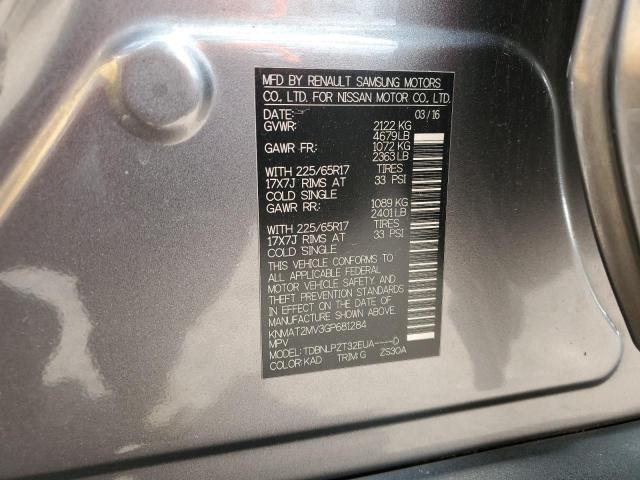 MFD BY RENAULT SAMSUNG MOTORS
CO., LTD. FOR NISSAN MOTOR CO., LTD.
DATE: 03/16
GVWR: 2122 KG
4679LB
GAWR FR: 1072 KG
2363LB
WITH 225/65R17 TIRES
17X7J RIMS AT 33 PSI
COLD SINGLE
GAWR RR: 1089 KG
2401LB
WITH 225/65R17 TIRES
17X7J RIMS AT 33 PSI
COLD SINGLE
THIS VEHICLE CONFORMS TO
ALL APPLICABLE FEDERAL
MOTOR VEHICLE SAFETY, AND
THEFT PREVENTION STANDARDS
IN EFFECT ON THE DATE OF
MANUFACTURE.
KNMAT2MV3GP681284
MPV
MODEL: TDBNLPZT32EUA----D
COLOR: KAD TRIM: G ZS30A